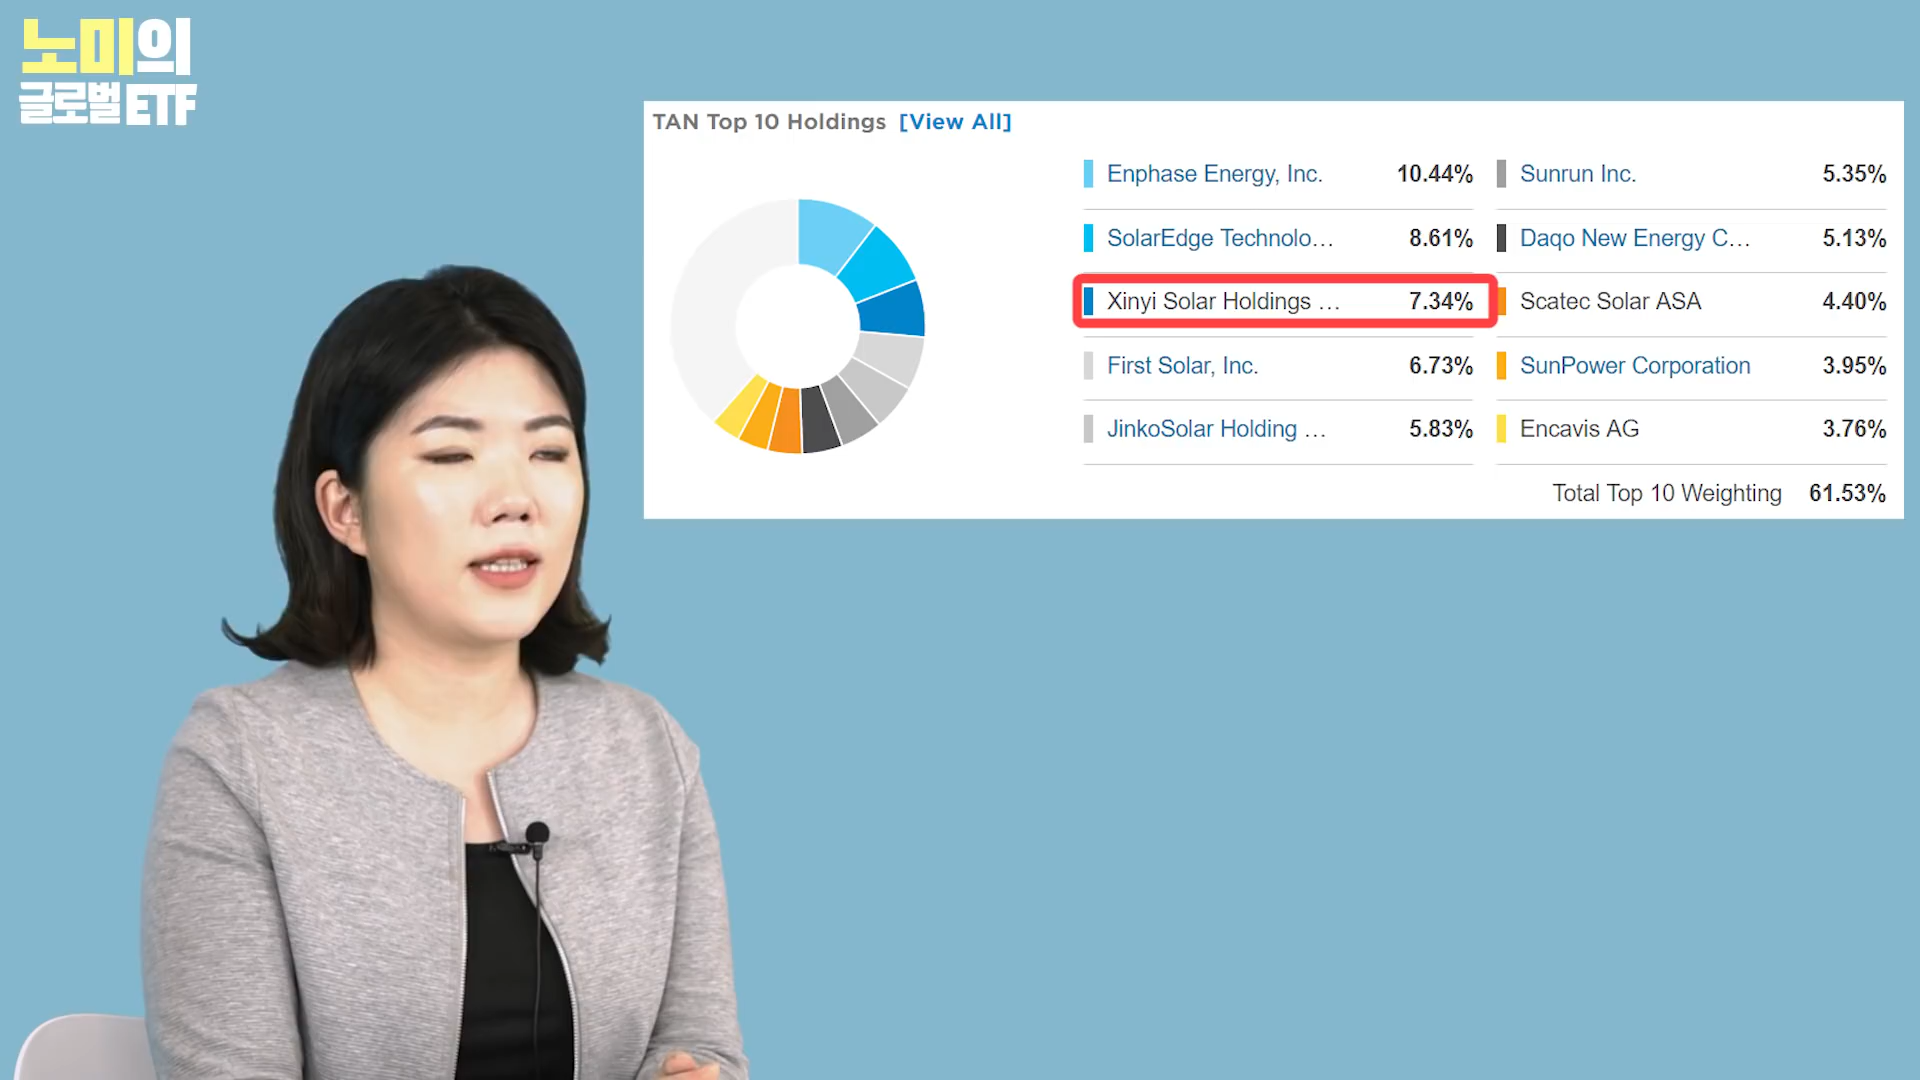 노미의
글로벌 ETF
TAN Top 10 Holdings [View All]
Enphase Energy, Inc. 10.44%
SolarEdge Technolo... 8.61%
Xinyi Solar Holdings ... 7.34%
First Solar, Inc. 6.73%
JinkoSolar Holding ... 5.83%
Sunrun Inc. 5.35%
Daqo New Energy C... 5.13%
Scatec Solar ASA 4.40%
SunPower Corporation 3.95%
Encavis AG 3.76%
Total Top 10 Weighting 61.53%